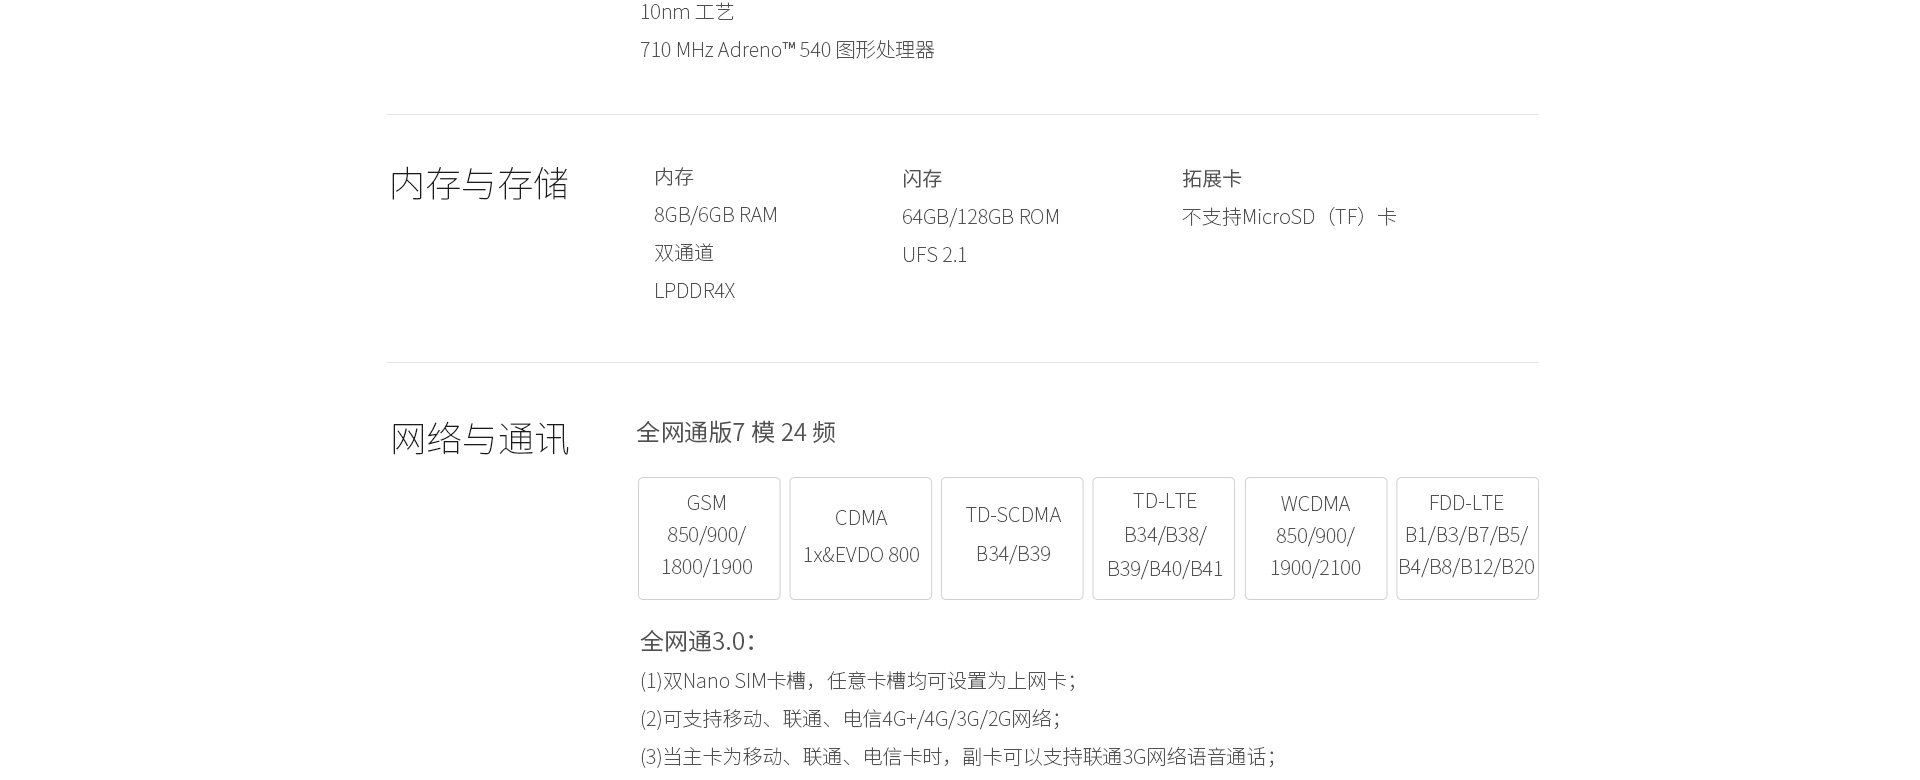 10nm 工艺
710 MHz Adreno™ 540 图形处理器
内存与存储
内存
8GB/6GB RAM
双通道
LPDDR4X
闪存
64GB/128GB ROM
UFS 2.1
拓展卡
不支持MicroSD（TF）卡
网络与通讯
全网通版7 模 24 频
GSM
850/900/
1800/1900
CDMA
1x&EVDO 800
TD-SCDMA
B34/B39
TD-LTE
B34/B38/
B39/B40/B41
WCDMA
850/900/
1900/2100
FDD-LTE
B1/B3/B7/B5/
B4/B8/B12/B20
全网通3.0：
(1)双Nano SIM卡槽，任意卡槽均可设置为上网卡；
(2)可支持移动、联通、电信4G+/4G/3G/2G网络；
(3)当主卡为移动、联通、电信卡时，副卡可以支持联通3G网络语音通话；